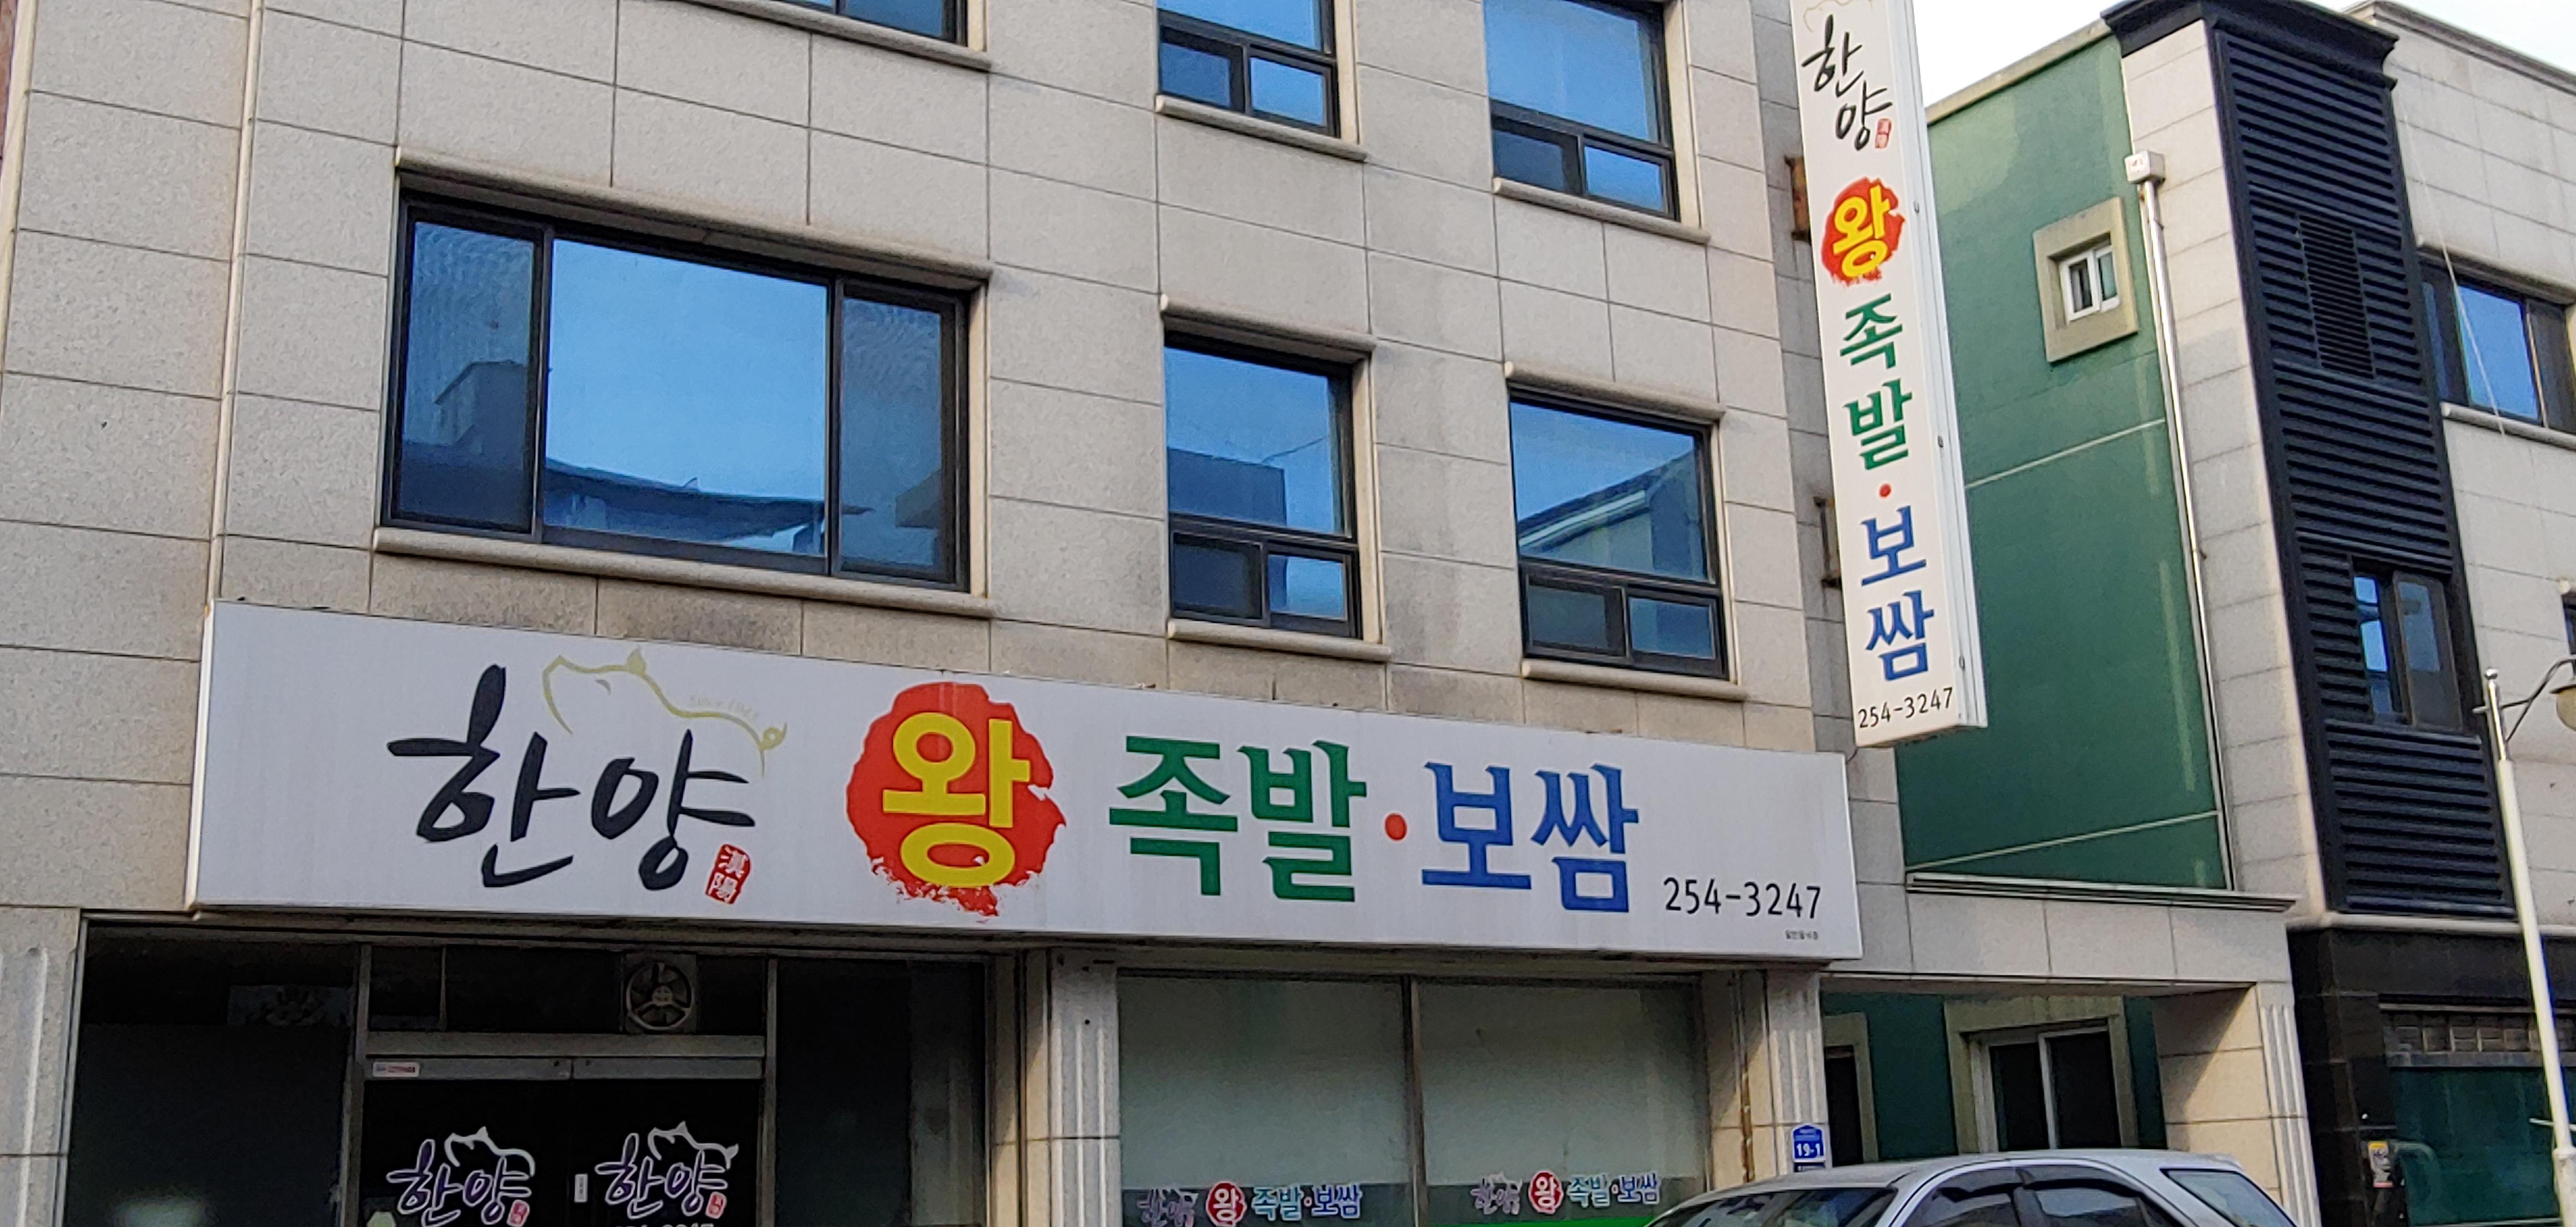 한양 漢陽 왕 족발·보쌈 254-3247
한양 漢陽
왕
족발·보쌈
254-3247
한양
한양
한양 왕 족발·보쌈
한양 왕 족발·보쌈
19-1